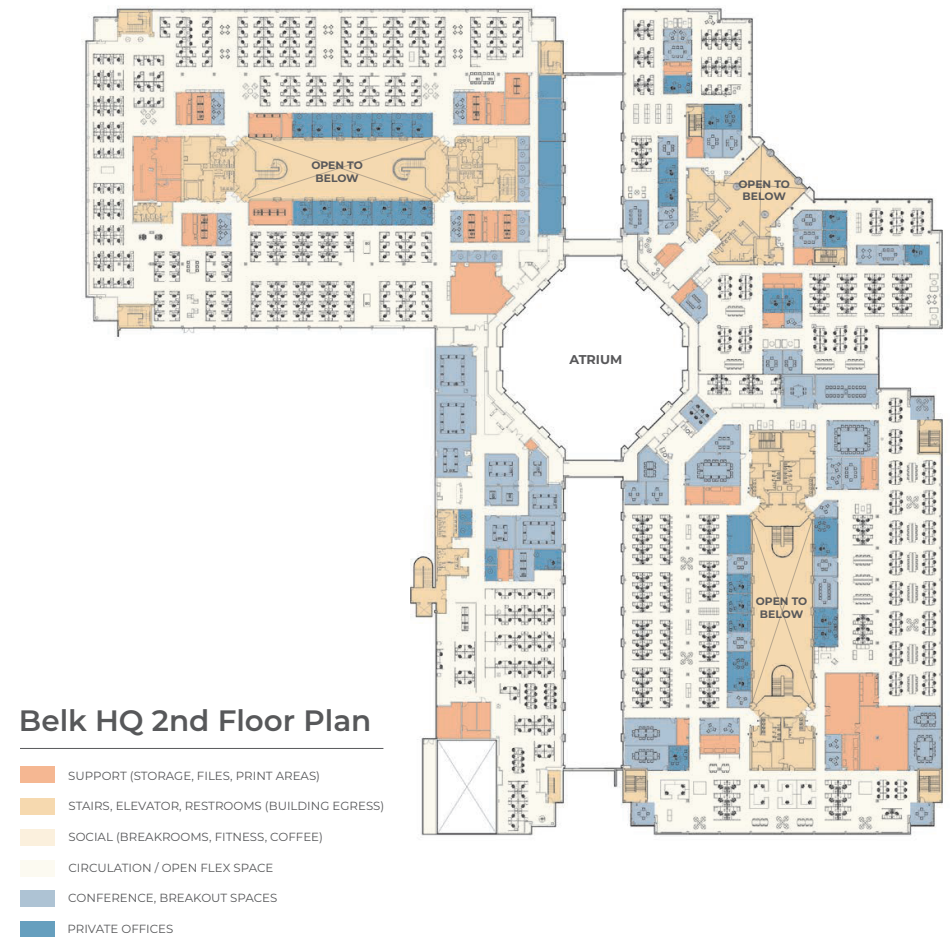 OPEN TO
BELOW
OPEN TO
BELOW
ATRIUM
OPEN TO
BELOW
Belk HQ 2nd Floor Plan
SUPPORT (STORAGE, FILES, PRINT AREAS)
STAIRS, ELEVATOR, RESTROOMS (BUILDING EGRESS)
SOCIAL (BREAKROOMS, FITNESS, COFFEE)
CIRCULATION / OPEN FLEX SPACE
CONFERENCE, BREAKOUT SPACES
PRIVATE OFFICES